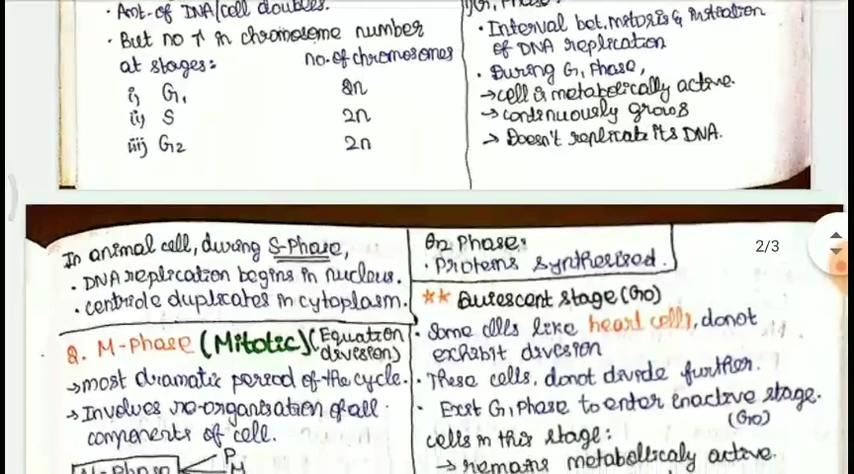 · Amt. of DNA/cell doubles.
· But no ↑ in chromosome number
at stages:
no. of chromosomes
i) G₁ 2n
ii) S 2n
iii) G₂ 2n
· Interval bet. mitosis & initiation
of DNA replication
· During G₁ Phase,
→ cell is metabolically active.
→ continuously grows
→ Doesn't replicate its DNA.
2/3
In animal cell, during S-Phase,
· DNA replication begins in nucleus.
· centriole duplicates in cytoplasm.
2. M-Phase (Mitotic) (Equation
division)
→ most dramatic period of the cycle.
→ Involves re-organisation of all
components of cell.
M-Phase
P
M
G₂ Phase:
· Proteins synthesised.
** Quiescent stage (G₀)
· Some cells like heart cells, donot
exhibit division
· These cells, donot divide further.
· Exit G₁ Phase to enter inactive stage.
(G₀)
cells in this stage:
→ remains metabolically active.